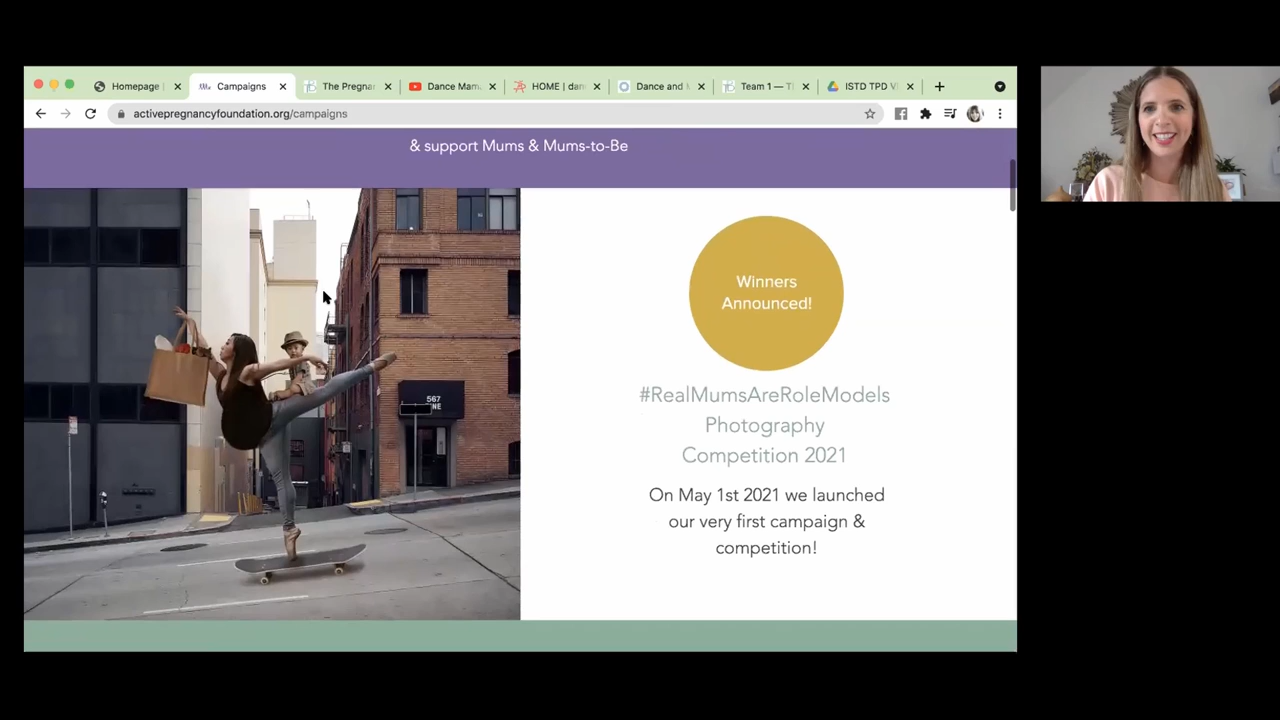 Homepage
Campaigns
The Pregnan
Dance Mam
HOME | dan
Dance and
Team 1 — T
ISTD TPD V
activepregnancyfoundation.org/campaigns
& support Mums & Mums-to-Be
Winners
Announced!
#RealMumsAreRoleModels
Photography
Competition 2021
On May 1st 2021 we launched
our very first campaign &
competition!
567